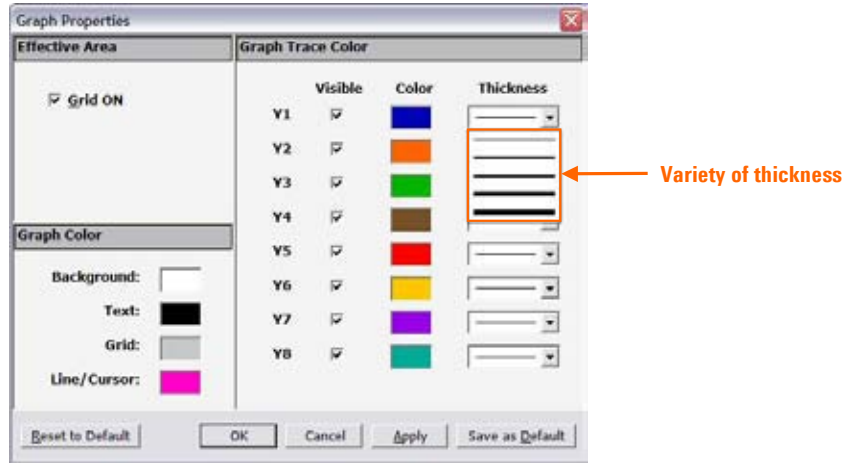 Graph Properties
Effective Area
Grid ON
Graph Color
Background:
Text:
Grid:
Line/Cursor:
Graph Trace Color
Visible Color Thickness
Y1
Y2
Y3
Y4
Y5
Y6
Y7
Y8
Variety of thickness
Reset to Default OK Cancel Apply Save as Default